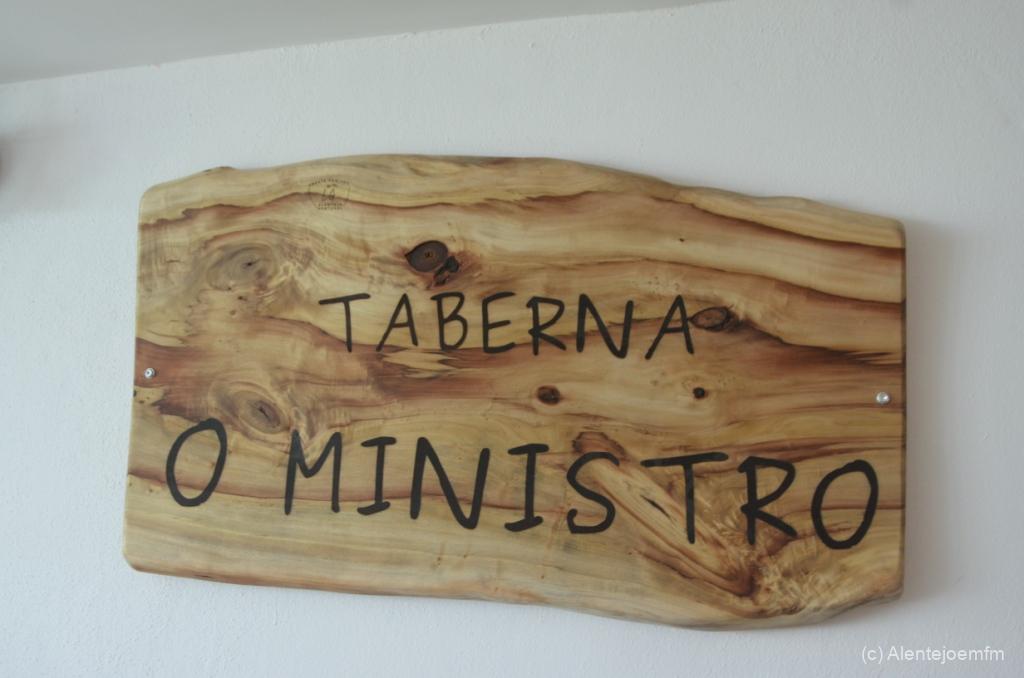 TABERNA
O MINISTRO
(c) Alentejoemfm